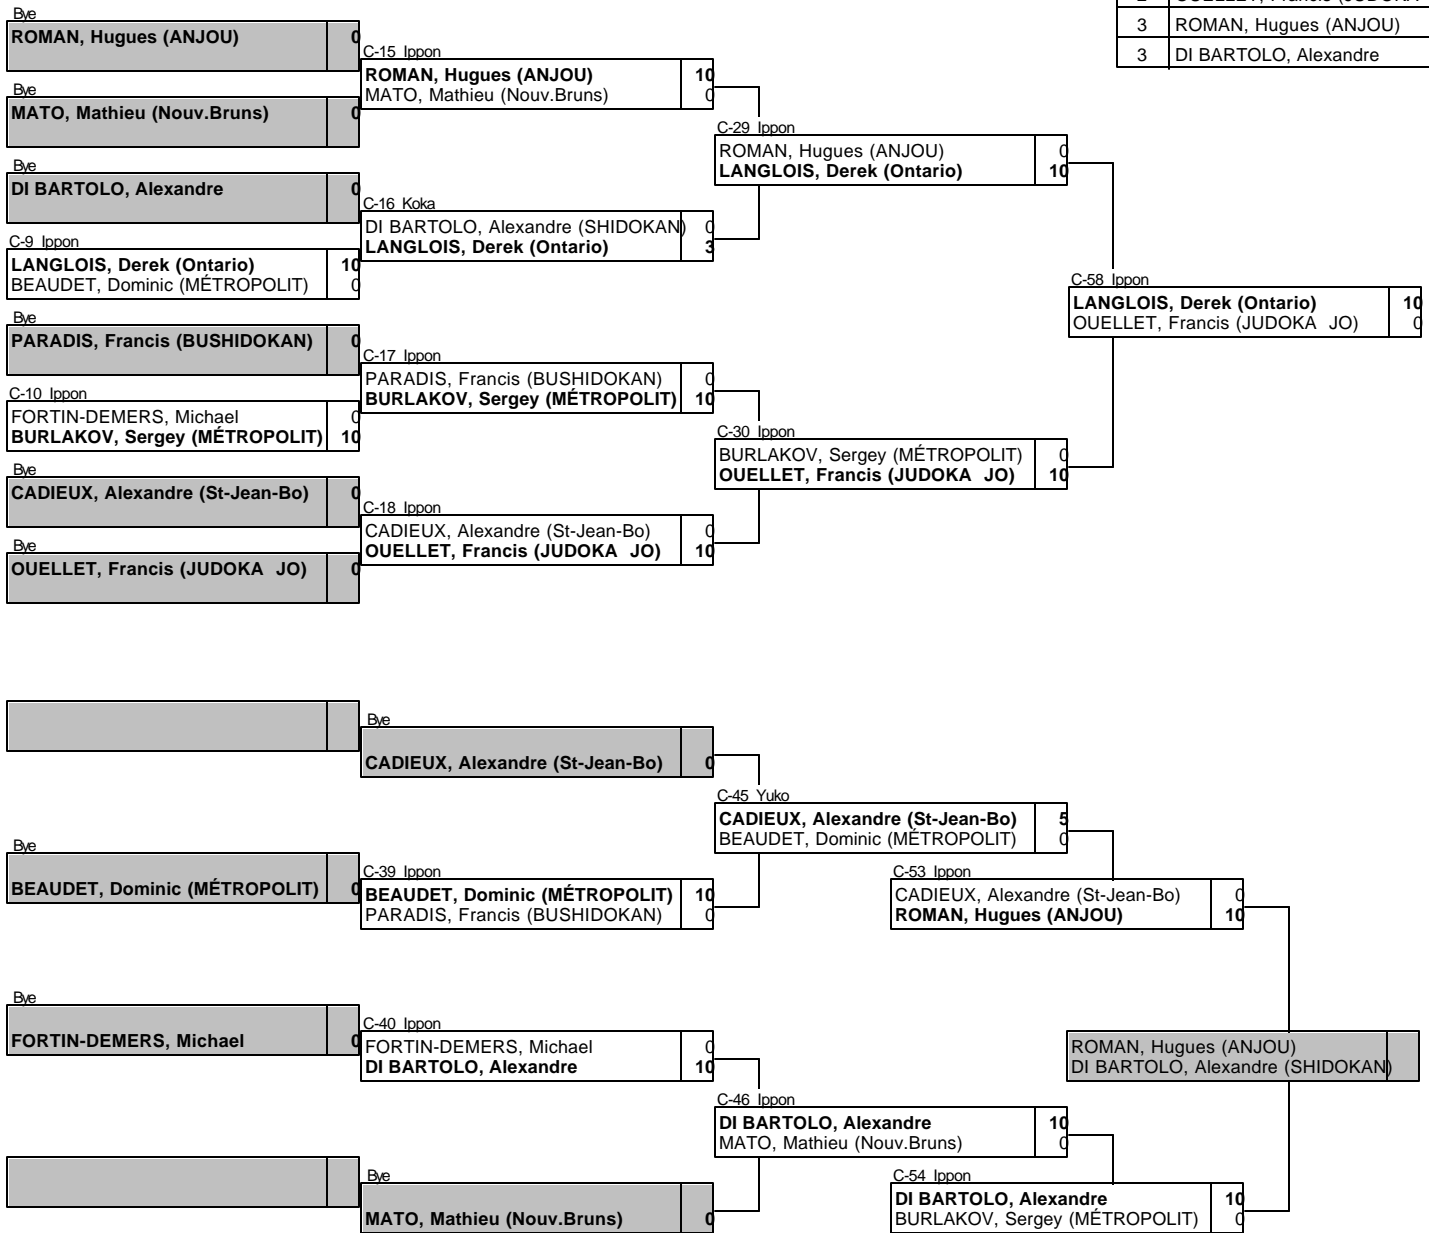 Bye
ROMAN, Hugues (ANJOU) 0
Bye
MATO, Mathieu (Nouv.Bruns) 0
Bye
DI BARTOLO, Alexandre 0
C-9 Ippon
LANGLOIS, Derek (Ontario) 10
BEAUDET, Dominic (MÉTROPOLIT) 0
Bye
PARADIS, Francis (BUSHIDOKAN) 0
C-10 Ippon
FORTIN-DEMERS, Michael 0
BURLAKOV, Sergey (MÉTROPOLIT) 10
Bye
CADIEUX, Alexandre (St-Jean-Bo) 0
Bye
OUELLET, Francis (JUDOKA JO) 0
C-15 Ippon
ROMAN, Hugues (ANJOU) 10
MATO, Mathieu (Nouv.Bruns) 0
C-16 Koka
DI BARTOLO, Alexandre (SHIDOKAN) 0
LANGLOIS, Derek (Ontario) 3
C-17 Ippon
PARADIS, Francis (BUSHIDOKAN) 0
BURLAKOV, Sergey (MÉTROPOLIT) 10
C-18 Ippon
CADIEUX, Alexandre (St-Jean-Bo) 0
OUELLET, Francis (JUDOKA JO) 10
C-29 Ippon
ROMAN, Hugues (ANJOU) 0
LANGLOIS, Derek (Ontario) 10
C-30 Ippon
BURLAKOV, Sergey (MÉTROPOLIT) 0
OUELLET, Francis (JUDOKA JO) 10
3 ROMAN, Hugues (ANJOU)
3 DI BARTOLO, Alexandre
C-58 Ippon
LANGLOIS, Derek (Ontario) 10
OUELLET, Francis (JUDOKA JO) 0
Bye
BEAUDET, Dominic (MÉTROPOLIT) 0
Bye
FORTIN-DEMERS, Michael 0
Bye
CADIEUX, Alexandre (St-Jean-Bo) 0
C-39 Ippon
BEAUDET, Dominic (MÉTROPOLIT) 10
PARADIS, Francis (BUSHIDOKAN) 0
C-40 Ippon
FORTIN-DEMERS, Michael 0
DI BARTOLO, Alexandre 10
Bye
MATO, Mathieu (Nouv.Bruns) 0
C-45 Yuko
CADIEUX, Alexandre (St-Jean-Bo) 5
BEAUDET, Dominic (MÉTROPOLIT) 0
C-46 Ippon
DI BARTOLO, Alexandre 10
MATO, Mathieu (Nouv.Bruns) 0
C-53 Ippon
CADIEUX, Alexandre (St-Jean-Bo) 0
ROMAN, Hugues (ANJOU) 10
C-54 Ippon
DI BARTOLO, Alexandre 10
BURLAKOV, Sergey (MÉTROPOLIT) 0
ROMAN, Hugues (ANJOU)
DI BARTOLO, Alexandre (SHIDOKAN)